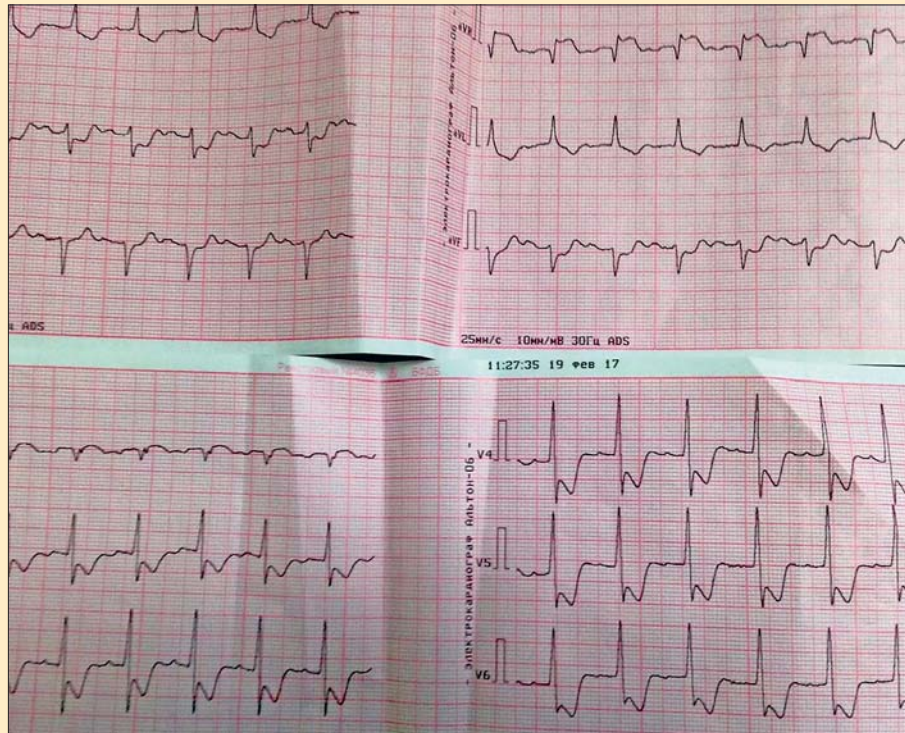 aVR
- ЭЛЕКТРОКАРДИОГРАФ АЛЬТОН-06 -
aVL
aVF
ц ADS
25мм/с 10мм/мВ 30Гц ADS
11:27:35 19 фев 17
V4
- ЭЛЕКТРОКАРДИОГРАФ АЛЬТОН-06 -
V5
V6